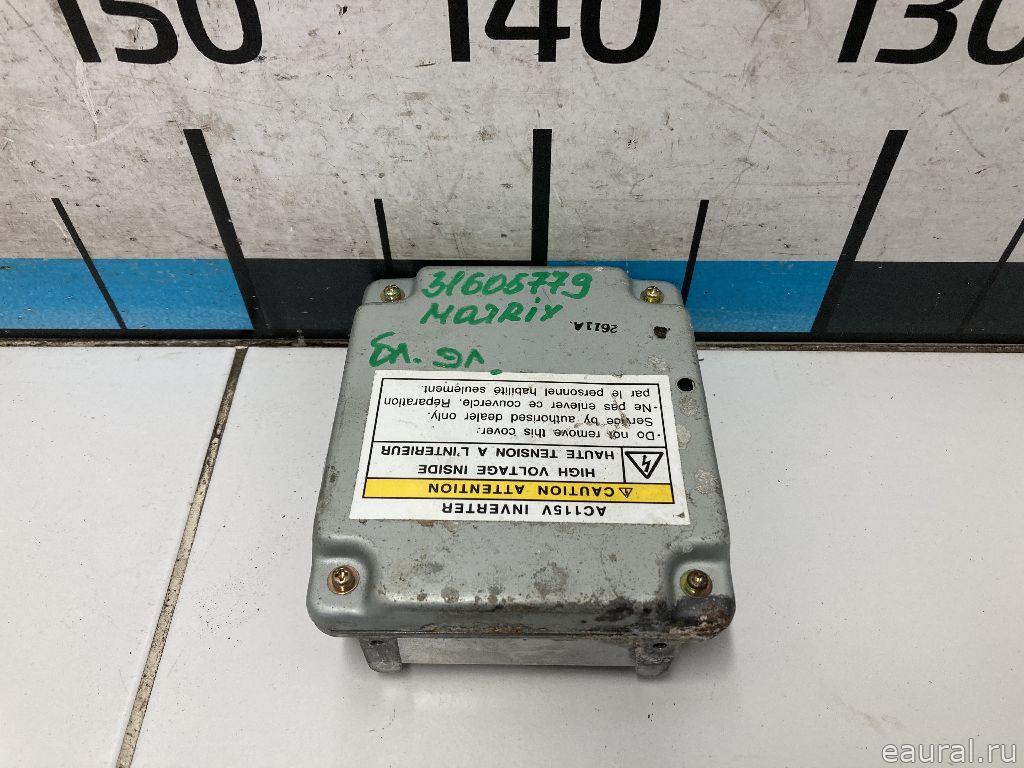 150 140 130
31605779
Matrix
бл. эл.
2611A.
AC115V INVERTER
CAUTION ATTENTION
HIGH VOLTAGE INSIDE
HAUTE TENSION A L'INTERIEUR
·Do not remove this cover.
Service by authorised dealer only.
·Ne pas enlever ce couvercle. Réparation
par le personnel habilité seulement.
eaural.ru